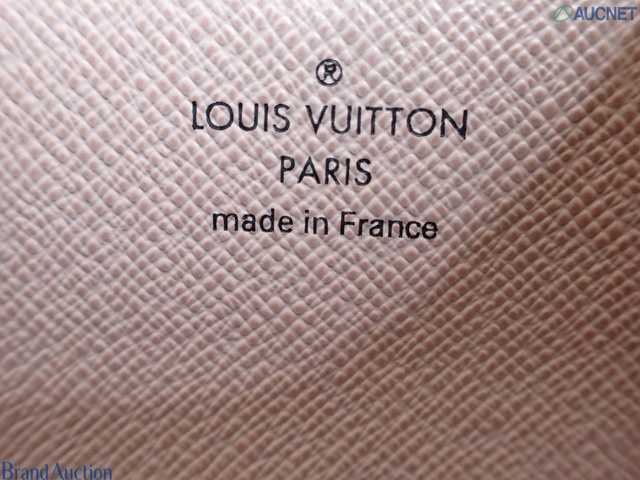 AUCNET
®
LOUIS VUITTON
PARIS
made in France
Brand Auction